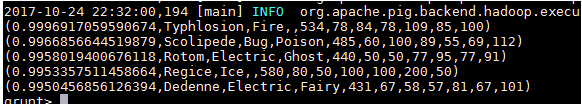 2017-10-24 22:32:00,194 [main] INFO  org.apache.pig.backend.hadoop.execu
(0.9996917059590674,Typhlosion,Fire,,534,78,84,78,109,85,100)
(0.9966856644519879,Scolipede,Bug,Poison,485,60,100,89,55,69,112)
(0.9958019400676118,Rotom,Electric,Ghost,440,50,50,77,95,77,91)
(0.9953357511458664,Regice,Ice,,580,80,50,100,100,200,50)
(0.9950456856126394,Dedenne,Electric,Fairy,431,67,58,57,81,67,101)
grunt>